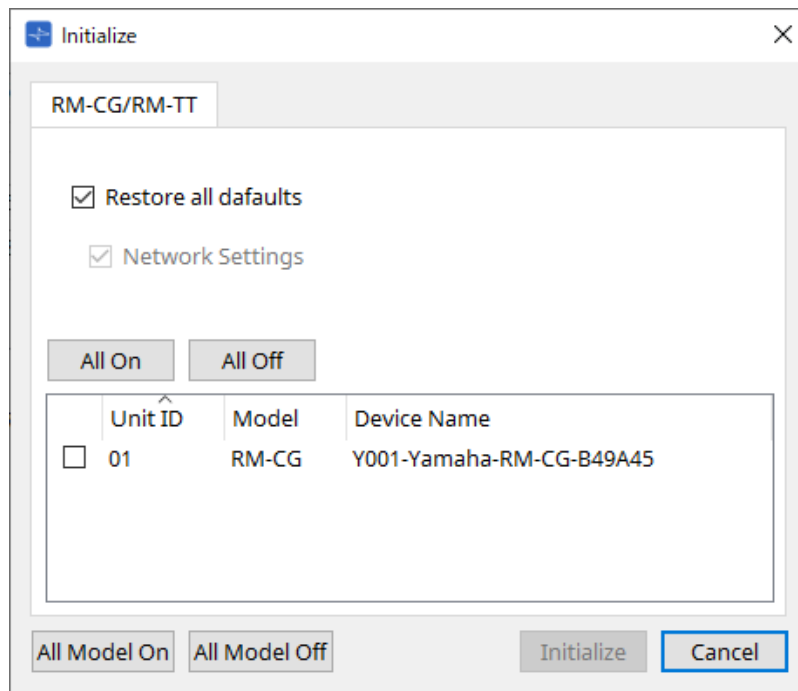 Initialize
RM-CG/RM-TT
Restore all dafaults
Network Settings
All On All Off
Unit ID Model Device Name
01 RM-CG Y001-Yamaha-RM-CG-B49A45
All Model On All Model Off Initialize Cancel